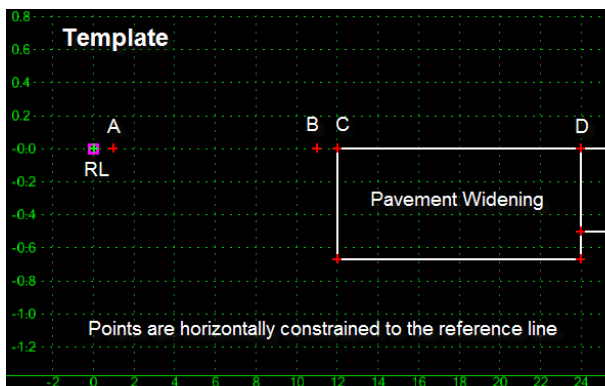 Template
0.8
0.6
0.4
0.2
-0.0
-0.2
-0.4
-0.6
-0.8
-1.0
-1.2
A
B
C
D
RL
Pavement Widening
Points are horizontally constrained to the reference line
-2 0 2 4 6 8 10 12 14 16 18 20 22 24